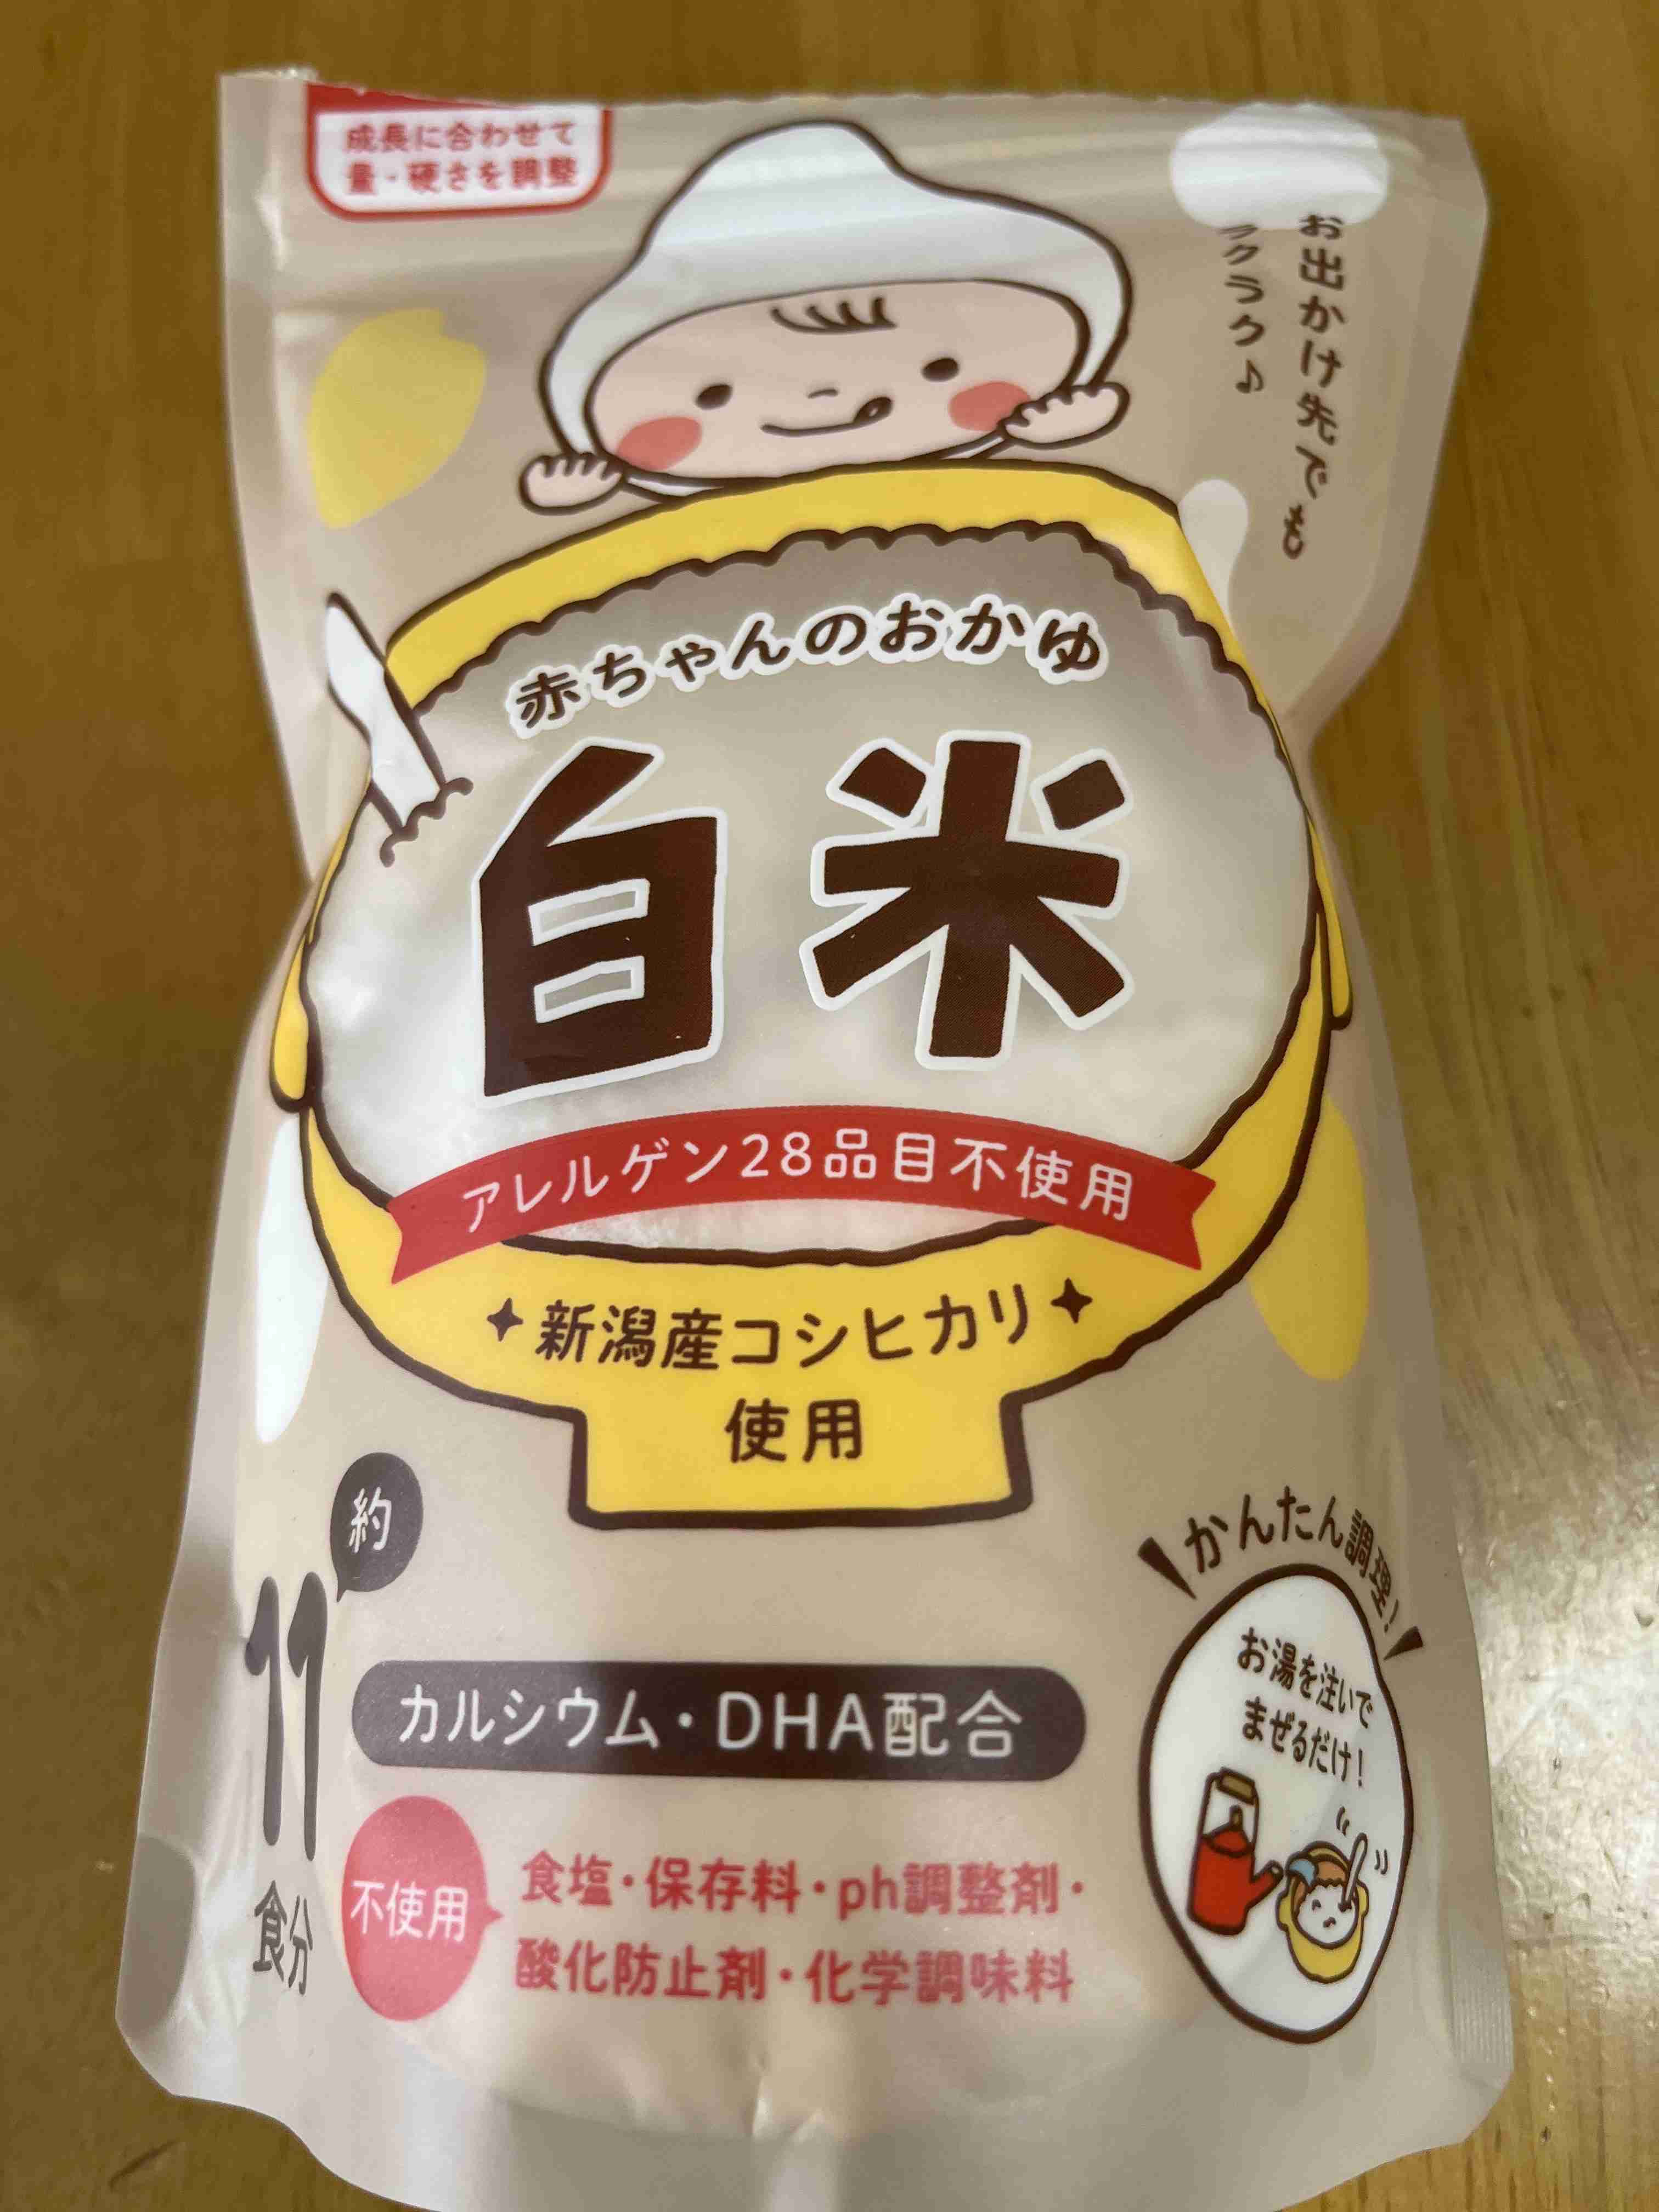 成長に合わせて
量・硬さを調整
お出かけ先でも
ラクラク♪
赤ちゃんのおかゆ
白米
アレルゲン28品目不使用
新潟産コシヒカリ
使用
約
11
食分
カルシウム・DHA配合
不使用
食塩・保存料・ph調整剤・
酸化防止剤・化学調味料
かんたん調理!
お湯を注いで
まぜるだけ!